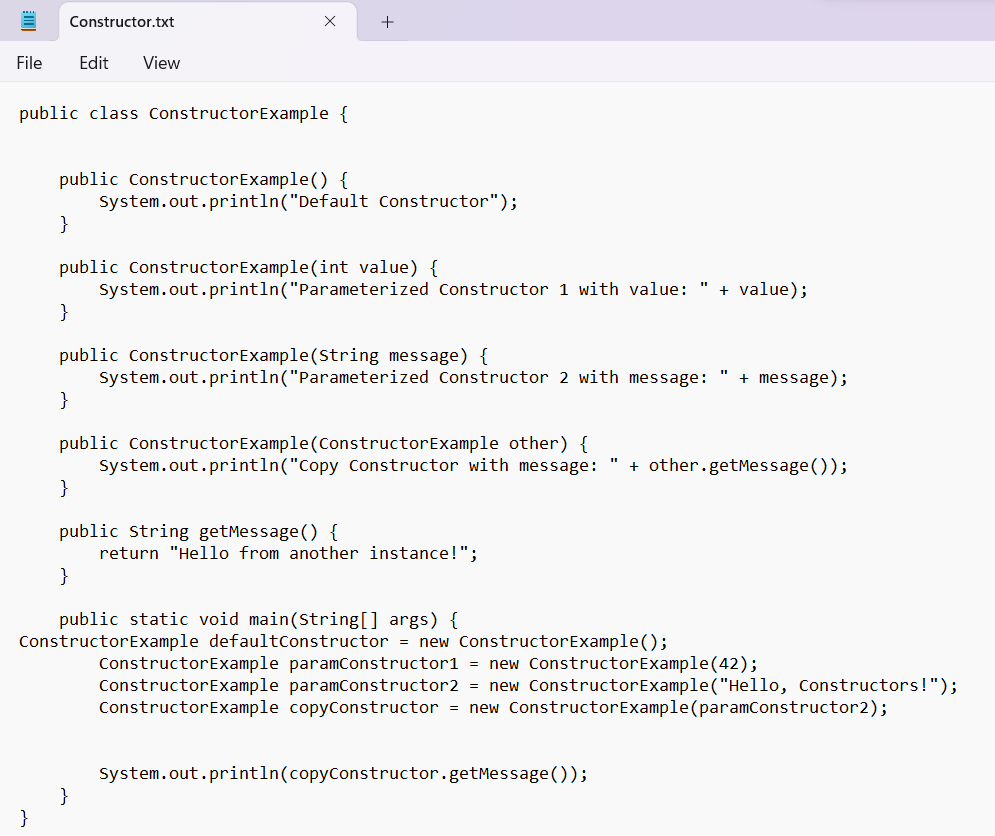 Constructor.txt
File Edit View
public class ConstructorExample {
    public ConstructorExample() {
        System.out.println("Default Constructor");
    }
    public ConstructorExample(int value) {
        System.out.println("Parameterized Constructor 1 with value: " + value);
    }
    public ConstructorExample(String message) {
        System.out.println("Parameterized Constructor 2 with message: " + message);
    }
    public ConstructorExample(ConstructorExample other) {
        System.out.println("Copy Constructor with message: " + other.getMessage());
    }
    public String getMessage() {
        return "Hello from another instance!";
    }
    public static void main(String[] args) {
ConstructorExample defaultConstructor = new ConstructorExample();
        ConstructorExample paramConstructor1 = new ConstructorExample(42);
        ConstructorExample paramConstructor2 = new ConstructorExample("Hello, Constructors!");
        ConstructorExample copyConstructor = new ConstructorExample(paramConstructor2);
        System.out.println(copyConstructor.getMessage());
    }
}